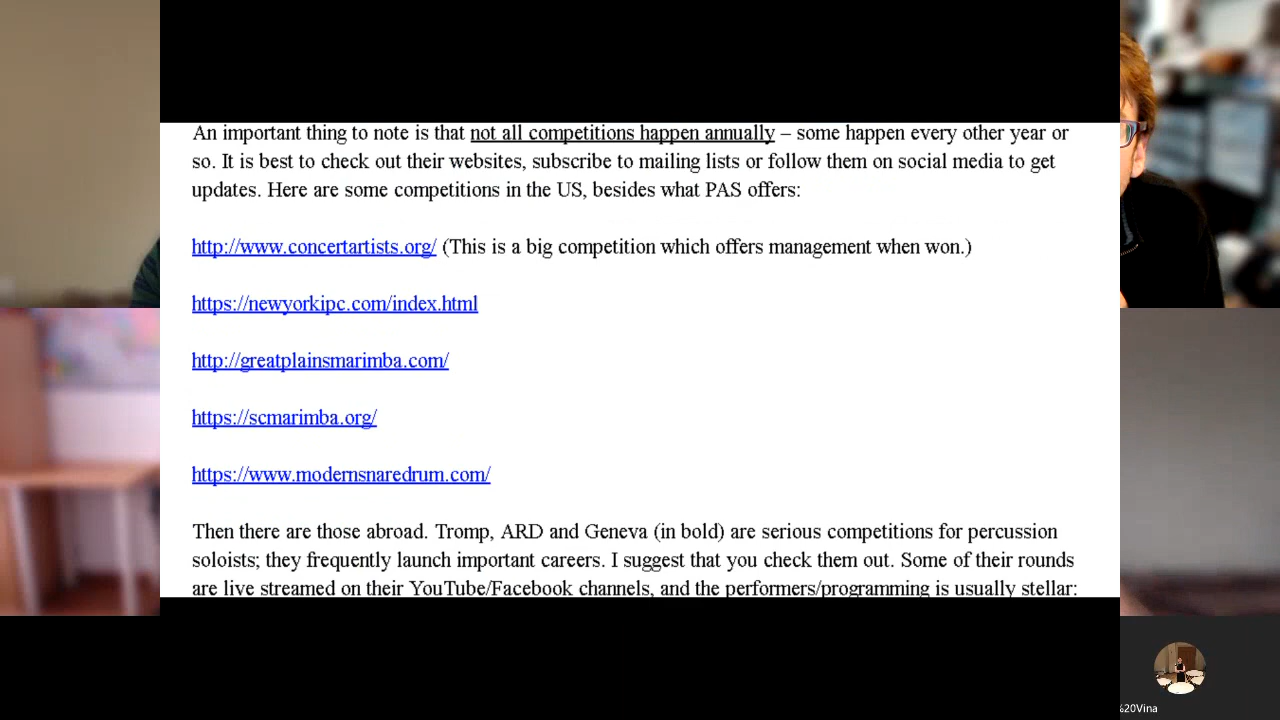 An important thing to note is that not all competitions happen annually – some happen every other year or
so. It is best to check out their websites, subscribe to mailing lists or follow them on social media to get
updates. Here are some competitions in the US, besides what PAS offers:
http://www.concertartists.org/ (This is a big competition which offers management when won.)
https://newyorkipc.com/index.html
http://greatplainsmarimba.com/
https://scmarimba.org/
https://www.modernsnaredrum.com/
Then there are those abroad. Tromp, ARD and Geneva (in bold) are serious competitions for percussion
soloists; they frequently launch important careers. I suggest that you check them out. Some of their rounds
are live streamed on their YouTube/Facebook channels, and the performers/programming is usually stellar:
%20Vina